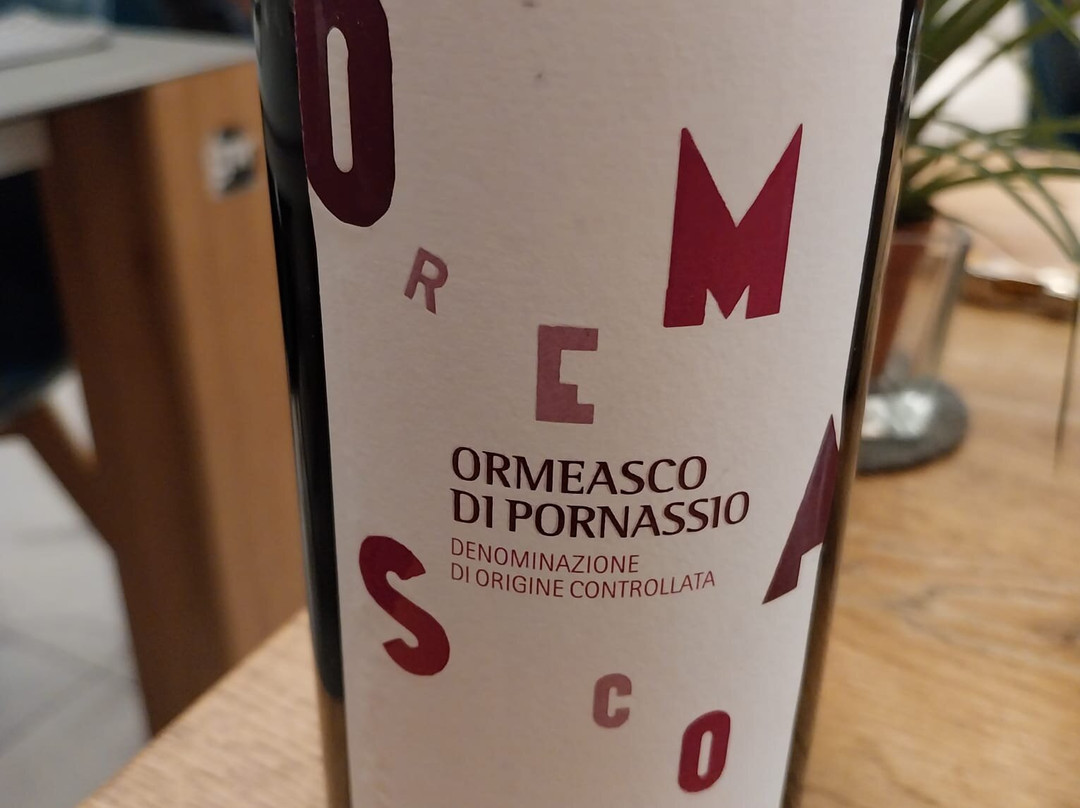 O
R
M
E
A
S
C
O
ORMEASCO
DI PORNASSIO
DENOMINAZIONE
DI ORIGINE CONTROLLATA